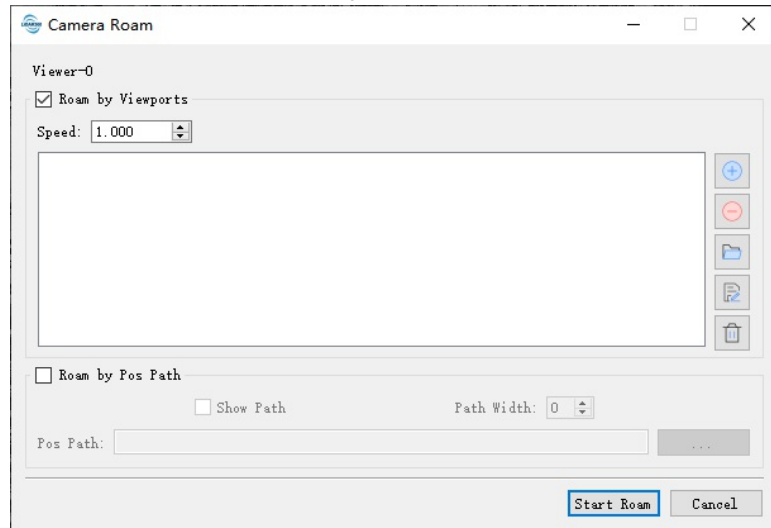 Camera Roam
Viewer-0
Roam by Viewports
Speed: 1.000
Roam by Pos Path
Show Path Path Width: 0
Pos Path: ...
Start Roam Cancel